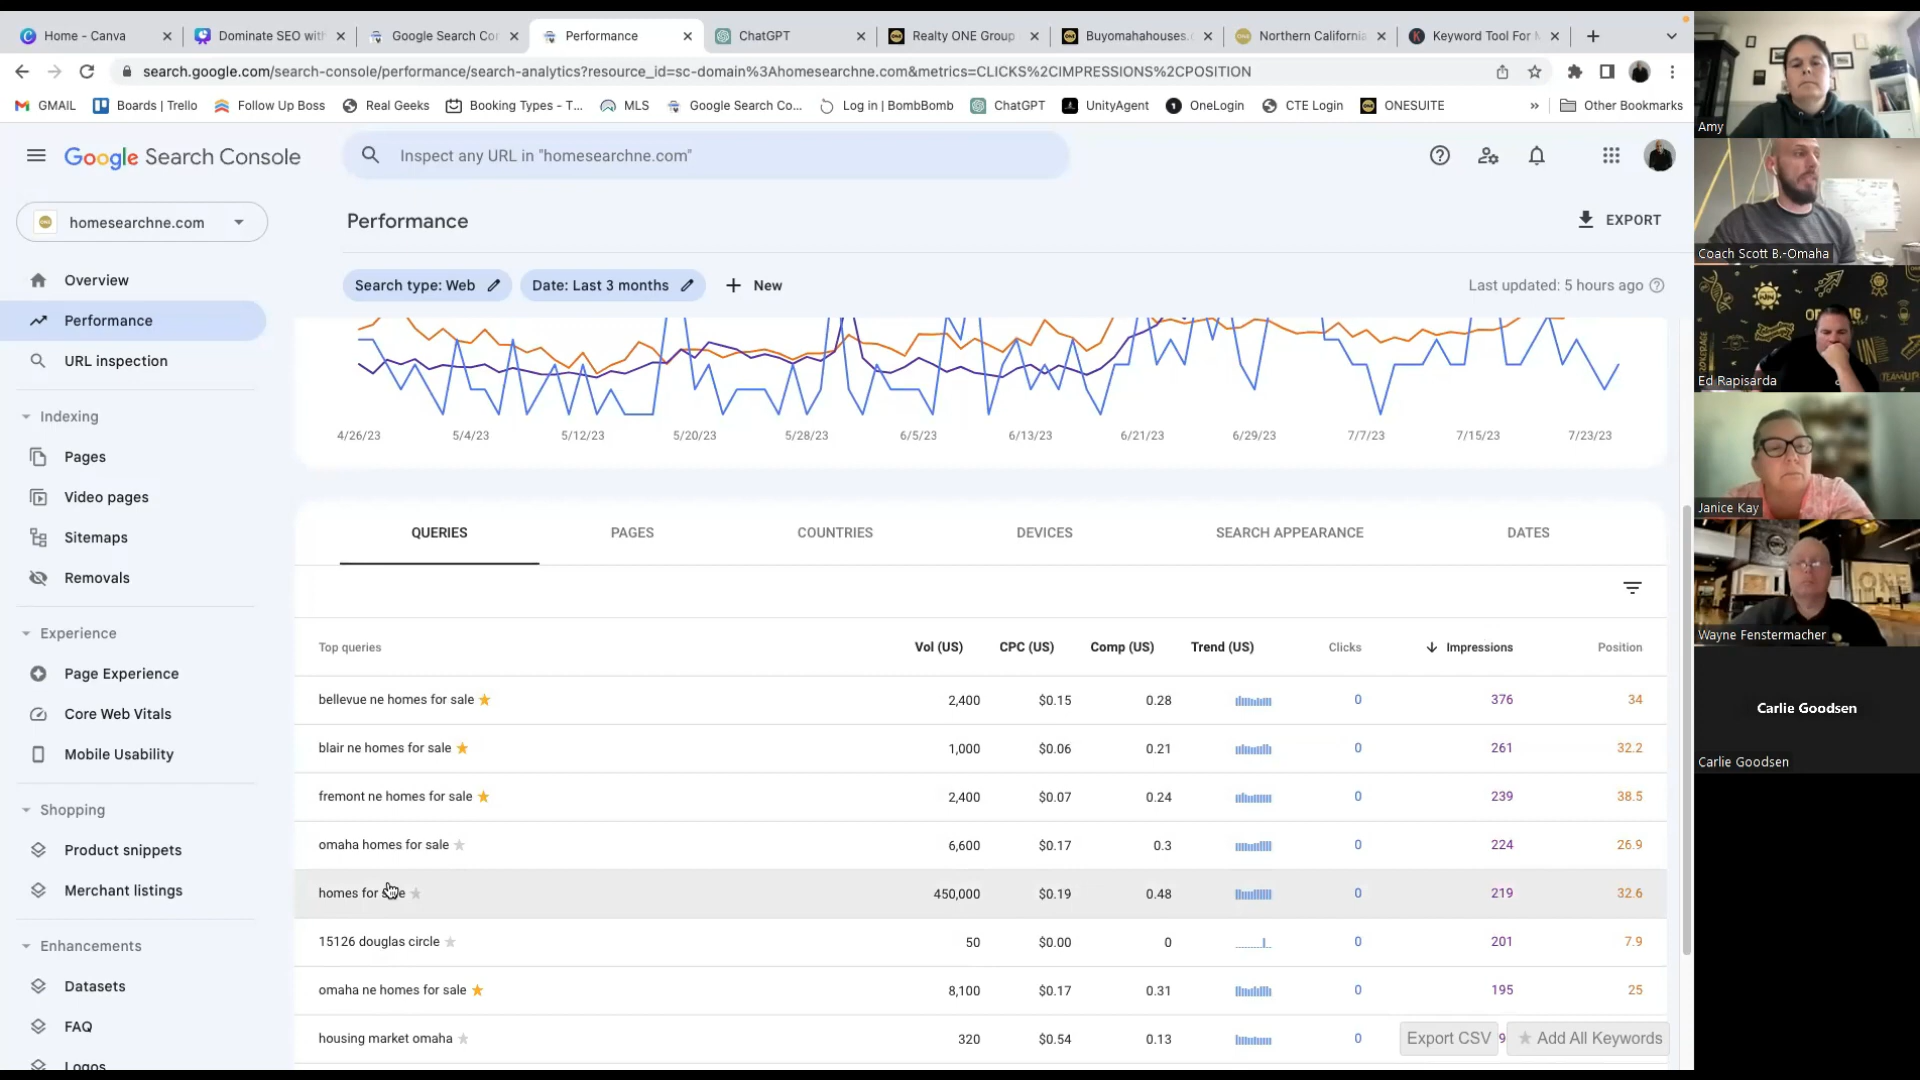 Home - Canva
Dominate SEO with
Google Search Con
Performance
ChatGPT
Realty ONE Group
Buyomahahouses.c
Northern California
Keyword Tool For M
search.google.com/search-console/performance/search-analytics?resource_id=sc-domain%3Ahomesearchne.com&metrics=CLICKS%2CIMPRESSIONS%2CPOSITION
GMAIL
Boards | Trello
Follow Up Boss
Real Geeks
Booking Types - T...
MLS
Google Search Co...
Log in | BombBomb
ChatGPT
UnityAgent
OneLogin
CTE Login
ONESUITE
»
Other Bookmarks
Google Search Console
Inspect any URL in "homesearchne.com"
homesearchne.com
Overview
Performance
URL inspection
Indexing
Pages
Video pages
Sitemaps
Removals
Experience
Page Experience
Core Web Vitals
Mobile Usability
Shopping
Product snippets
Merchant listings
Enhancements
Datasets
FAQ
Logos
Performance
EXPORT
Search type: Web
Date: Last 3 months
+ New
Last updated: 5 hours ago
4/26/23 5/4/23 5/12/23 5/20/23 5/28/23 6/5/23 6/13/23 6/21/23 6/29/23 7/7/23 7/15/23 7/23/23
QUERIES PAGES COUNTRIES DEVICES SEARCH APPEARANCE DATES
Top queries Vol (US) CPC (US) Comp (US) Trend (US) Clicks Impressions Position
bellevue ne homes for sale 2,400 $0.15 0.28 0 376 34
blair ne homes for sale 1,000 $0.06 0.21 0 261 32.2
fremont ne homes for sale 2,400 $0.07 0.24 0 239 38.5
omaha homes for sale 6,600 $0.17 0.3 0 224 26.9
homes for sale 450,000 $0.19 0.48 0 219 32.6
15126 douglas circle 50 $0.00 0 0 201 7.9
omaha ne homes for sale 8,100 $0.17 0.31 0 195 25
housing market omaha 320 $0.54 0.13 0
Export CSV
Add All Keywords
Amy
Coach Scott B.-Omaha
Ed Rapisarda
Janice Kay
ONE
Wayne Fenstermacher
Carlie Goodsen
Carlie Goodsen